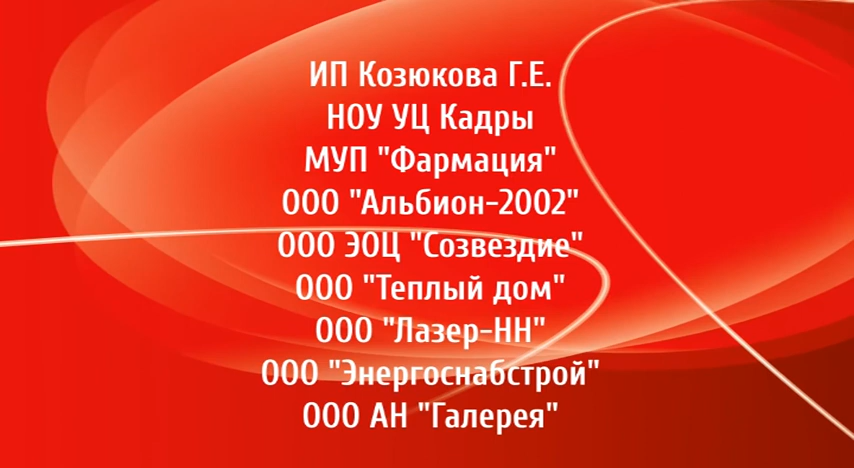 ИП Козюкова Г.Е.
НОУ УЦ Кадры
МУП "Фармация"
ООО "Альбион-2002"
ООО ЭОЦ "Созвездие"
ООО "Теплый дом"
ООО "Лазер-НН"
ООО "Энергоснабстрой"
ООО АН "Галерея"